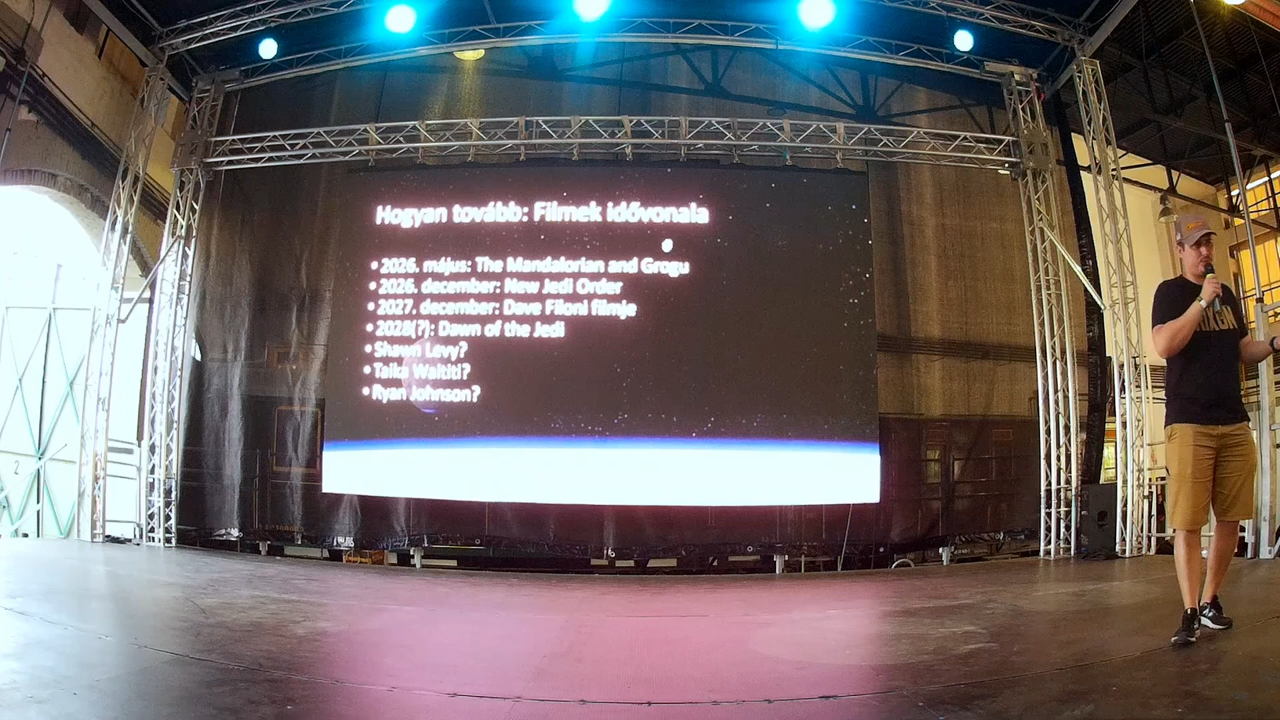 Hogyan tovább: Filmek idővonala
• 2026. május: The Mandalorian and Grogu
• 2026. december: New Jedi Order
• 2027. december: Dave Filoni filmje
• 2028(?): Dawn of the Jedi
• Shawn Levy?
• Taika Waititi?
• Ryan Johnson?
2